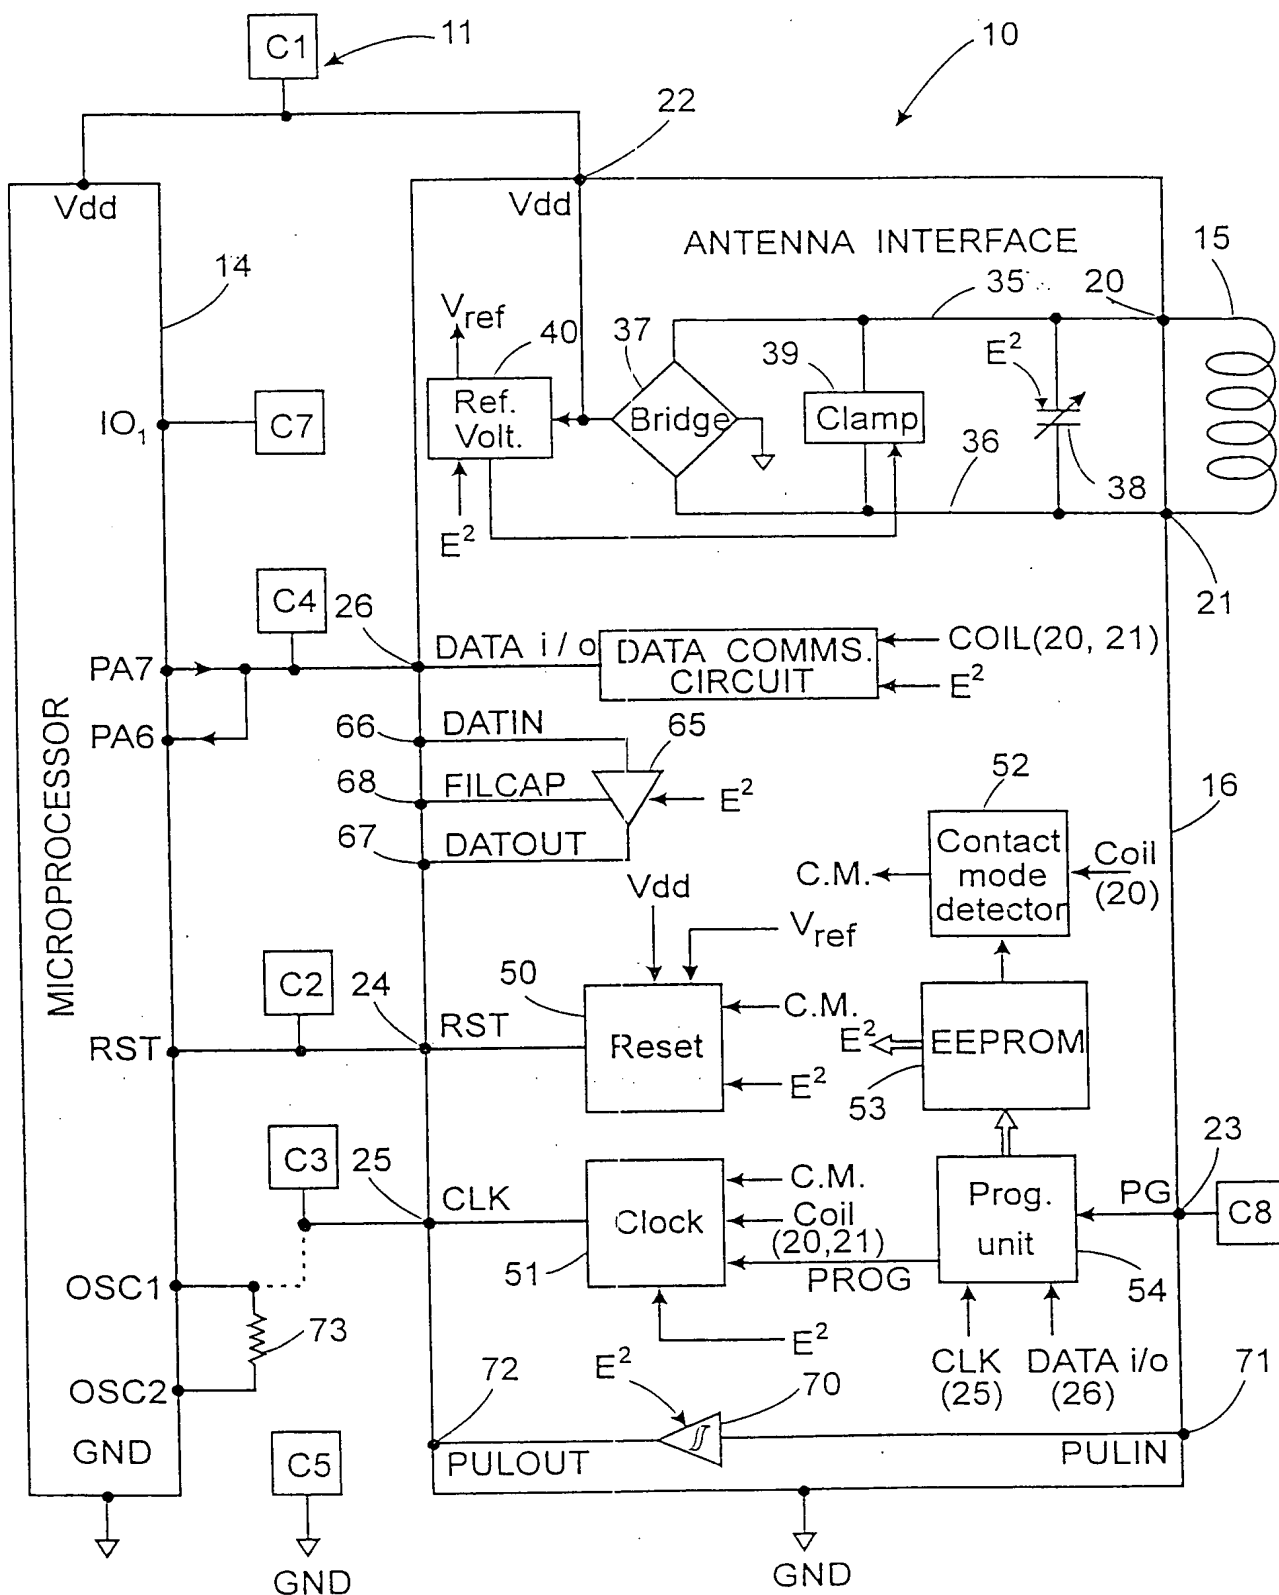 C1
11
10
22
Vdd
Vdd
ANTENNA INTERFACE
14
35
20
15
V_ref
40
37
39
E²
Ref.
Volt.
Bridge
Clamp
IO₁
C7
36
38
E²
21
C4
26
PA7
DATA i / o
DATA COMMS.
CIRCUIT
COIL(20, 21)
E²
PA6
66
DATIN
65
68
FILCAP
E²
52
16
67
DATOUT
Contact
mode
detector
C.M.
Coil
(20)
Vdd
V_ref
MICROPROCESSOR
C2
24
50
RST
RST
Reset
C.M.
E²
E²
EEPROM
53
C3
25
CLK
Clock
51
C.M.
Coil
(20,21)
PROG
E²
Prog.
unit
54
PG
23
C8
OSC1
73
OSC2
CLK
(25)
DATA i/o
(26)
71
72
E²
70
GND
C5
PULOUT
PULIN
GND
GND